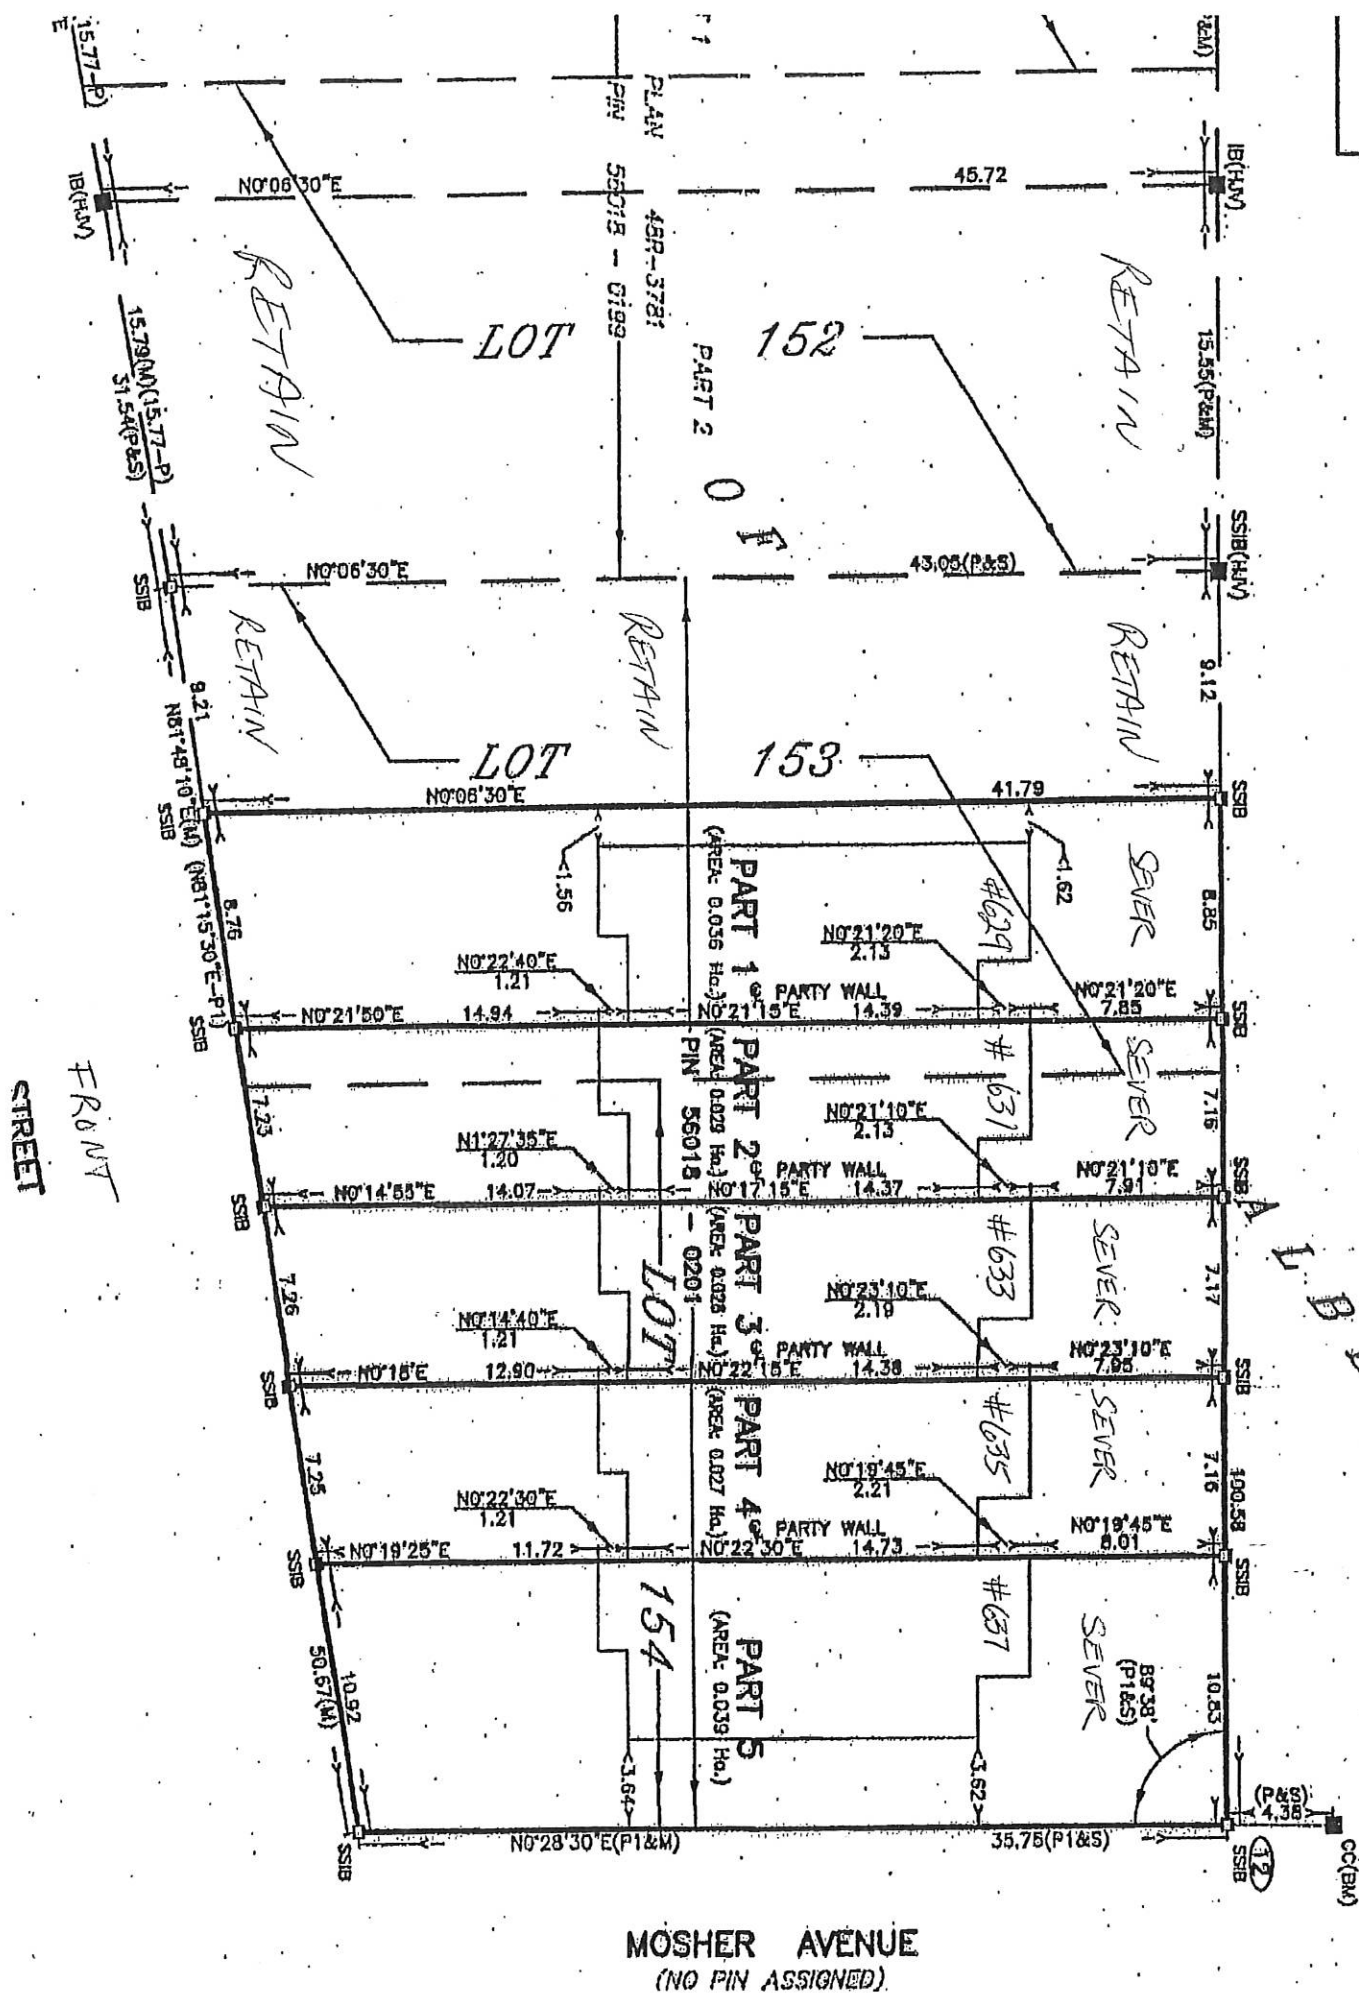 15.77-P)
E
T 1
P&M)
PLAN 48R-3781
PIN 56018 - 0199
IB(HJV)
N0°06'30"E
45.72
IB(HJV)
RETAIN
RETAIN
15.79(M)(15.77-P)
31.54(P&S)
LOT
152
PART 2
15.55(P&M)
O F
SSIB
N0°06'30"E
43.05(P&S)
SSIB(HJV)
RETAIN
RETAIN
RETAIN
9.21
9.12
N81°48'10"E(M) (N81°15'30"E-P1)
LOT
153
SSIB
N0°06'30"E
41.79
SSIB
1.56
1.62
PART 1
(AREA: 0.036 Ha.)
#629
SEVER
8.85
8.76
N0°22'40"E
1.21
N0°21'20"E
2.13
PARTY WALL
SSIB
N0°21'50"E
14.94
N0°21'15"E
14.39
N0°21'20"E
7.85
SSIB
FRONT
STREET
7.23
PIN 56018 - 0201
PART 2
(AREA: 0.029 Ha.)
#631
SEVER
7.16
N1°27'35"E
1.20
N0°21'10"E
2.13
PARTY WALL
SSIB
N0°14'55"E
14.07
N0°17'15"E
14.37
N0°21'10"E
7.91
SSIB
A L B
7.26
LOT
PART 3
(AREA: 0.028 Ha.)
#633
SEVER
7.17
N0°14'40"E
1.21
N0°23'10"E
2.19
PARTY WALL
SSIB
N0°18'E
12.90
N0°22'15"E
14.38
N0°23'10"E
7.95
SSIB
7.25
PART 4
(AREA: 0.027 Ha.)
#635
SEVER
7.16
100.58
N0°22'30"E
1.21
N0°19'45"E
2.21
PARTY WALL
SSIB
N0°19'25"E
11.72
N0°22'30"E
14.73
N0°19'45"E
8.01
SSIB
154
PART 5
(AREA: 0.039 Ha.)
#637
SEVER
89°38'
(P1&S)
10.83
10.92
50.67(M)
3.64
3.62
(P&S)
4.38
SSIB
N0°28'30"E(P1&M)
35.75(P1&S)
SSIB
12
CC(BM)
MOSHER AVENUE
(NO PIN ASSIGNED)